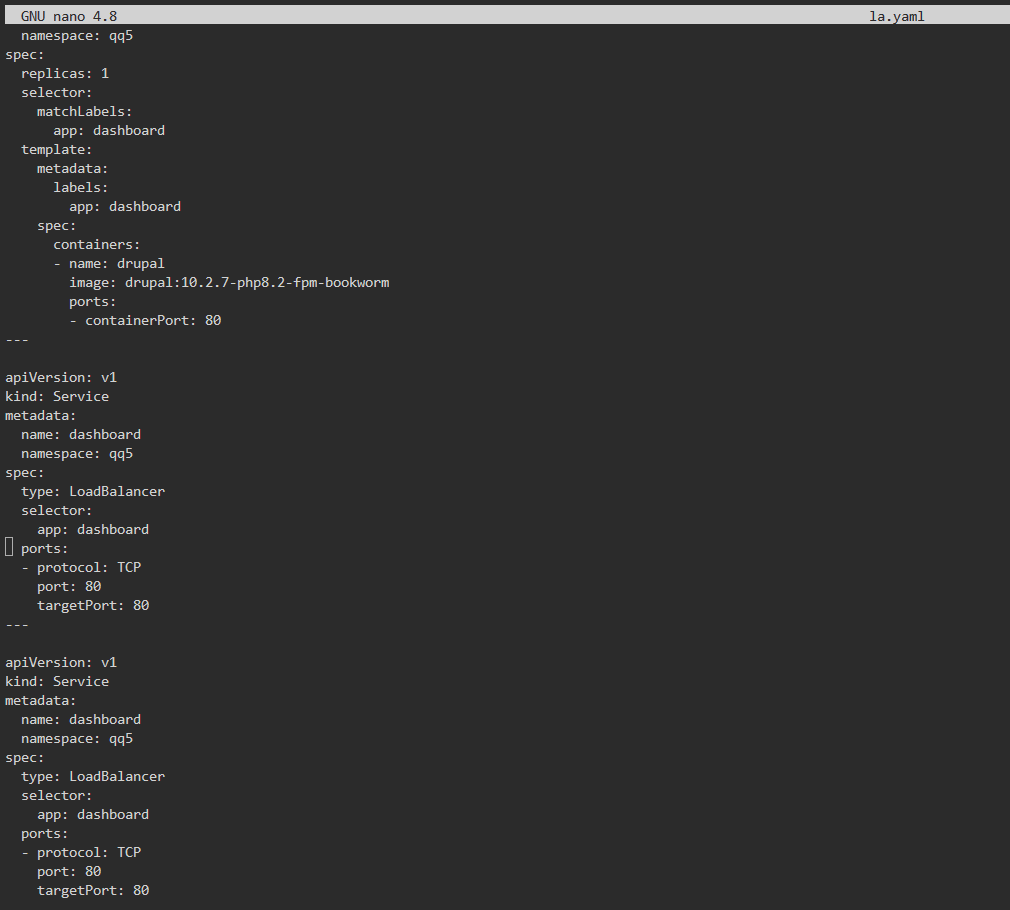 GNU nano 4.8 la.yaml
  namespace: qq5
spec:
  replicas: 1
  selector:
    matchLabels:
      app: dashboard
  template:
    metadata:
      labels:
        app: dashboard
    spec:
      containers:
      - name: drupal
        image: drupal:10.2.7-php8.2-fpm-bookworm
        ports:
        - containerPort: 80
---
apiVersion: v1
kind: Service
metadata:
  name: dashboard
  namespace: qq5
spec:
  type: LoadBalancer
  selector:
    app: dashboard
  ports:
  - protocol: TCP
    port: 80
    targetPort: 80
---
apiVersion: v1
kind: Service
metadata:
  name: dashboard
  namespace: qq5
spec:
  type: LoadBalancer
  selector:
    app: dashboard
  ports:
  - protocol: TCP
    port: 80
    targetPort: 80